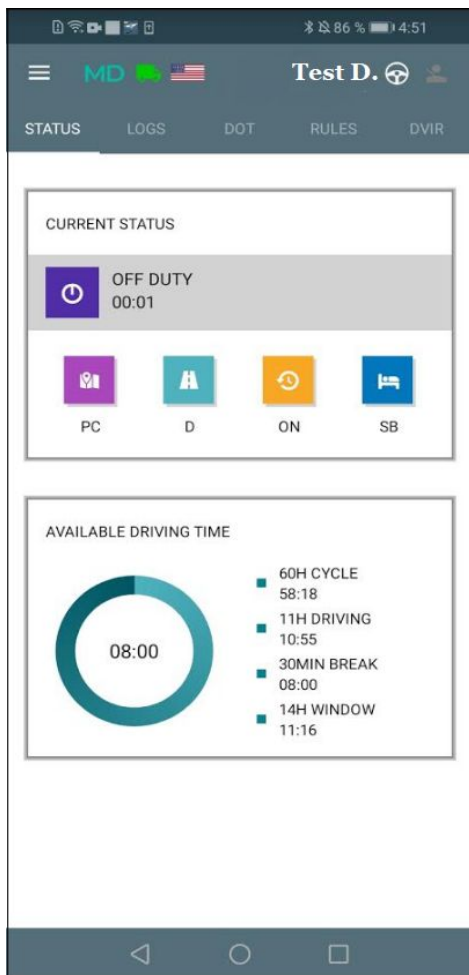 86 % 4:51
MD Test D.
STATUS LOGS DOT RULES DVIR
CURRENT STATUS
OFF DUTY
00:01
PC D ON SB
AVAILABLE DRIVING TIME
08:00
60H CYCLE
58:18
11H DRIVING
10:55
30MIN BREAK
08:00
14H WINDOW
11:16